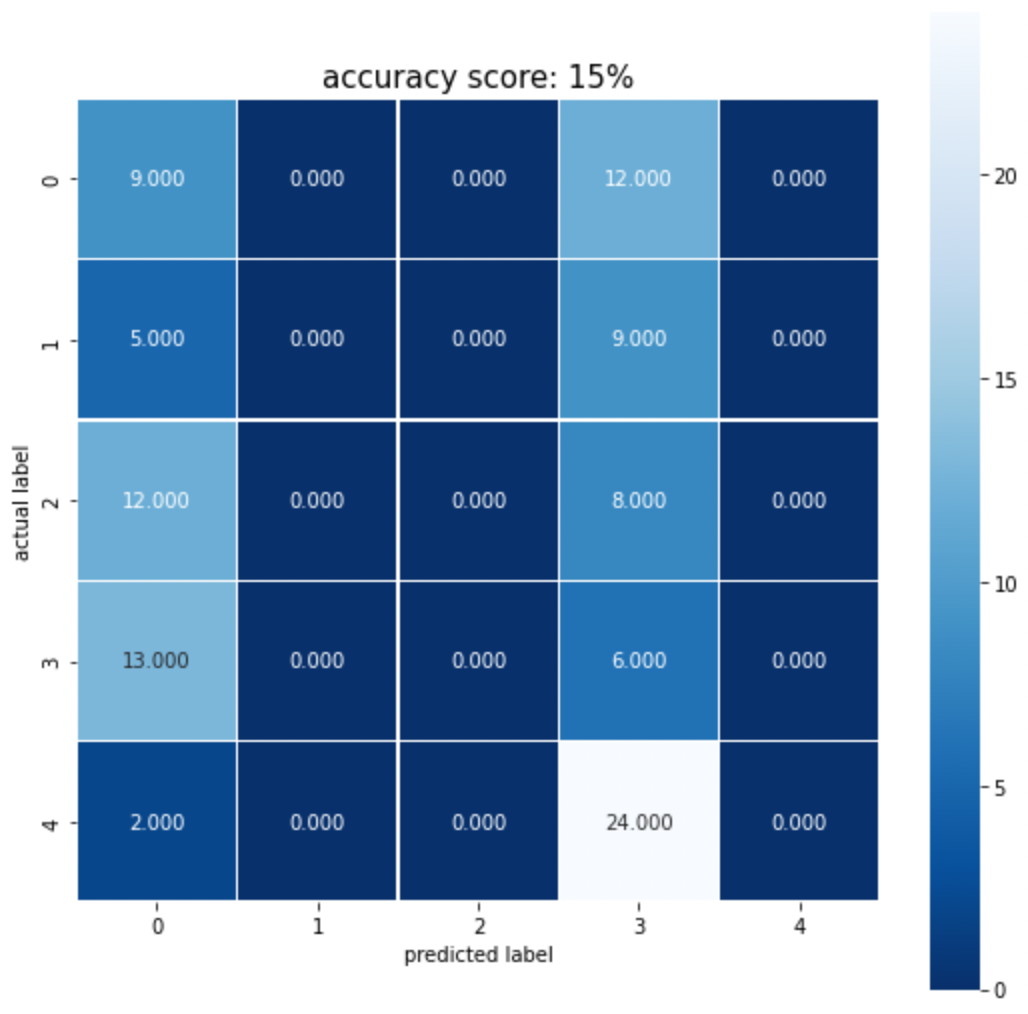 accuracy score: 15%
0 9.000 0.000 0.000 12.000 0.000
1 5.000 0.000 0.000 9.000 0.000
2 12.000 0.000 0.000 8.000 0.000
3 13.000 0.000 0.000 6.000 0.000
4 2.000 0.000 0.000 24.000 0.000
0 1 2 3 4
predicted label
actual label
20
15
10
5
0